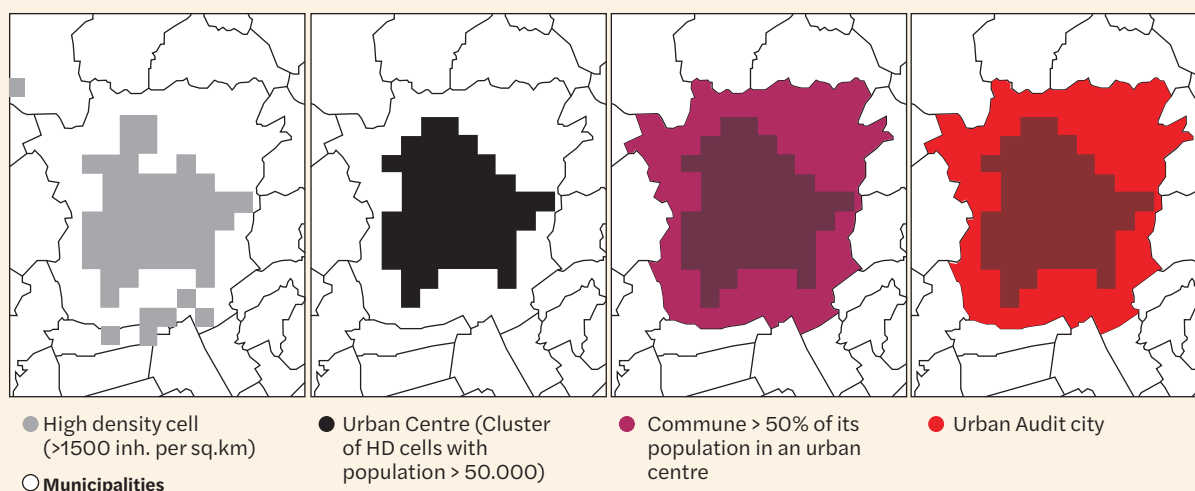 High density cell
(>1500 inh. per sq.km)
Municipalities
Urban Centre (Cluster
of HD cells with
population > 50.000)
Commune > 50% of its
population in an urban
centre
Urban Audit city